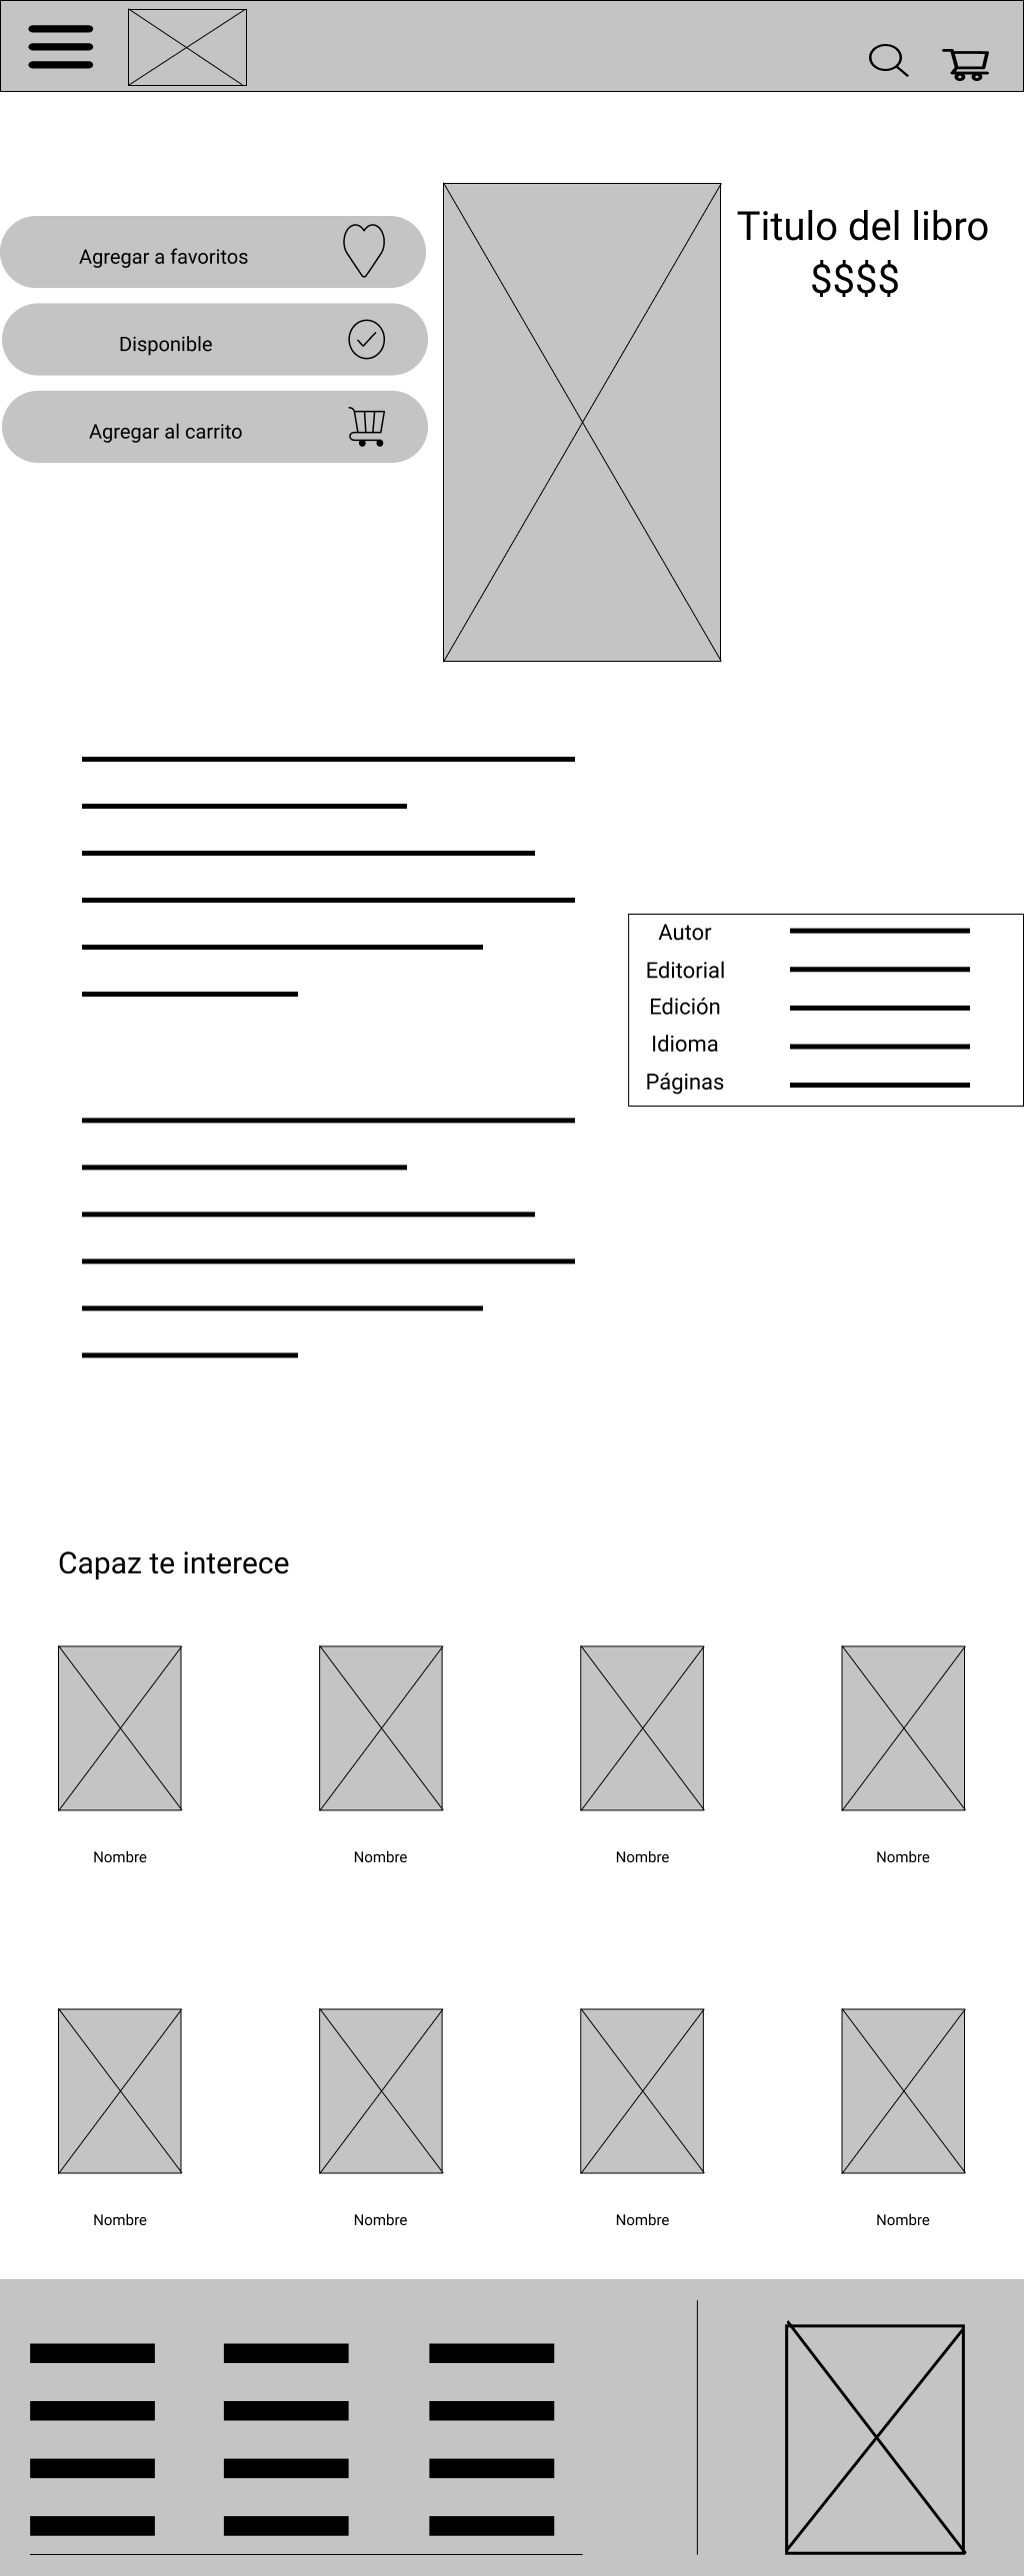 Agregar a favoritos
Disponible
Agregar al carrito
Titulo del libro
$$$$
Autor
Editorial
Edición
Idioma
Páginas
Capaz te interece
Nombre
Nombre
Nombre
Nombre
Nombre
Nombre
Nombre
Nombre